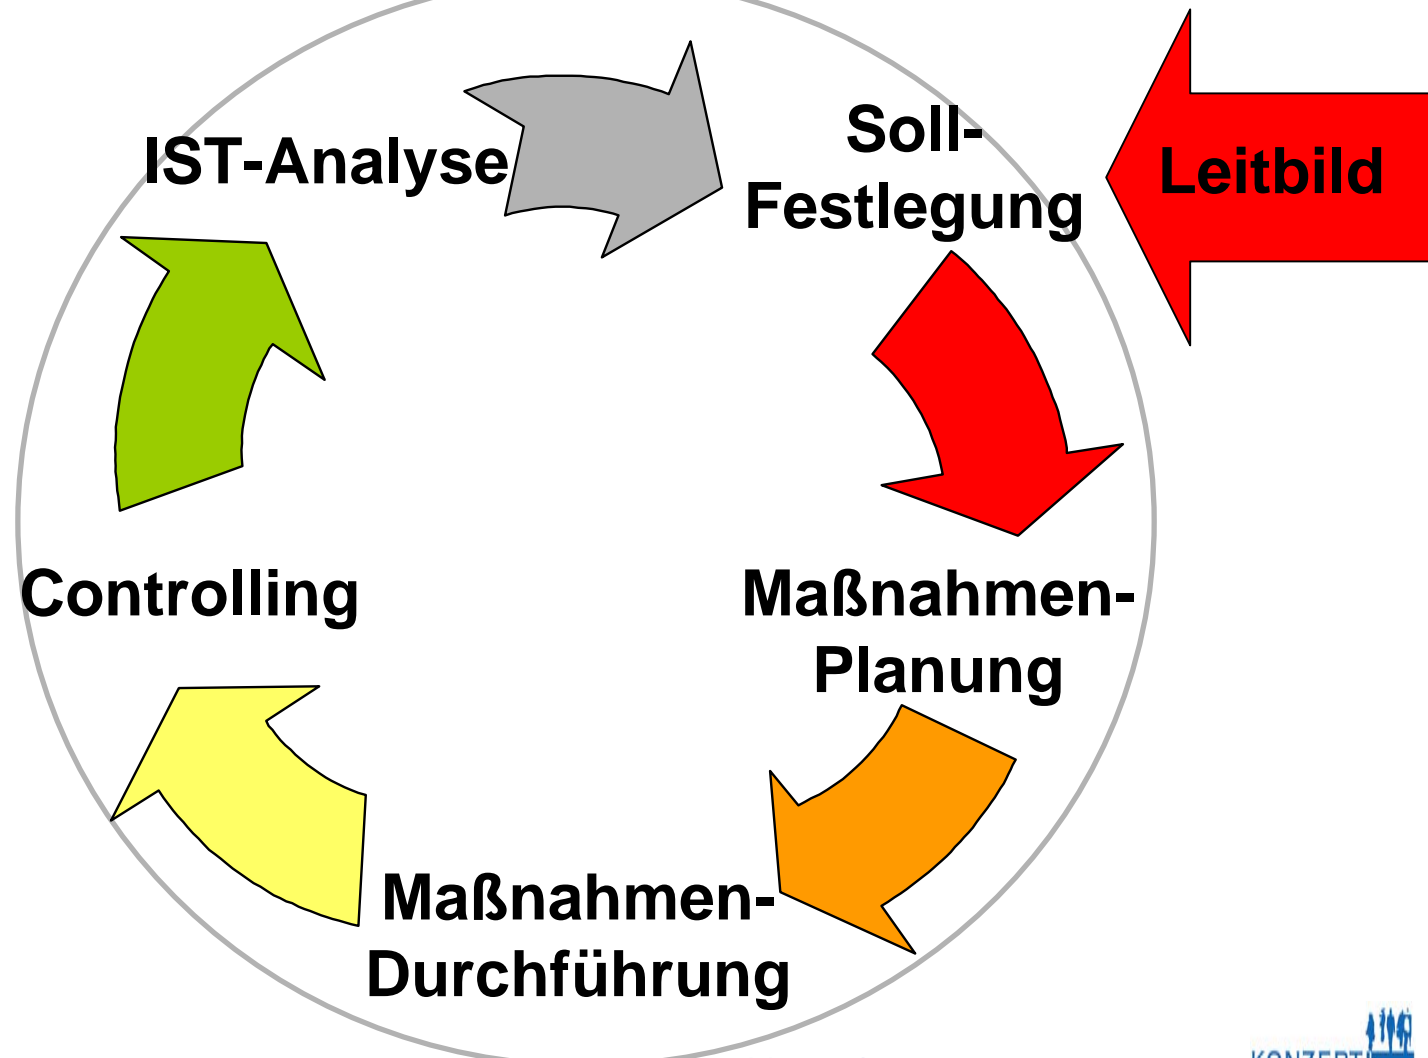 IST-Analyse
Soll-
Festlegung
Leitbild
Maßnahmen-
Planung
Maßnahmen-
Durchführung
Controlling